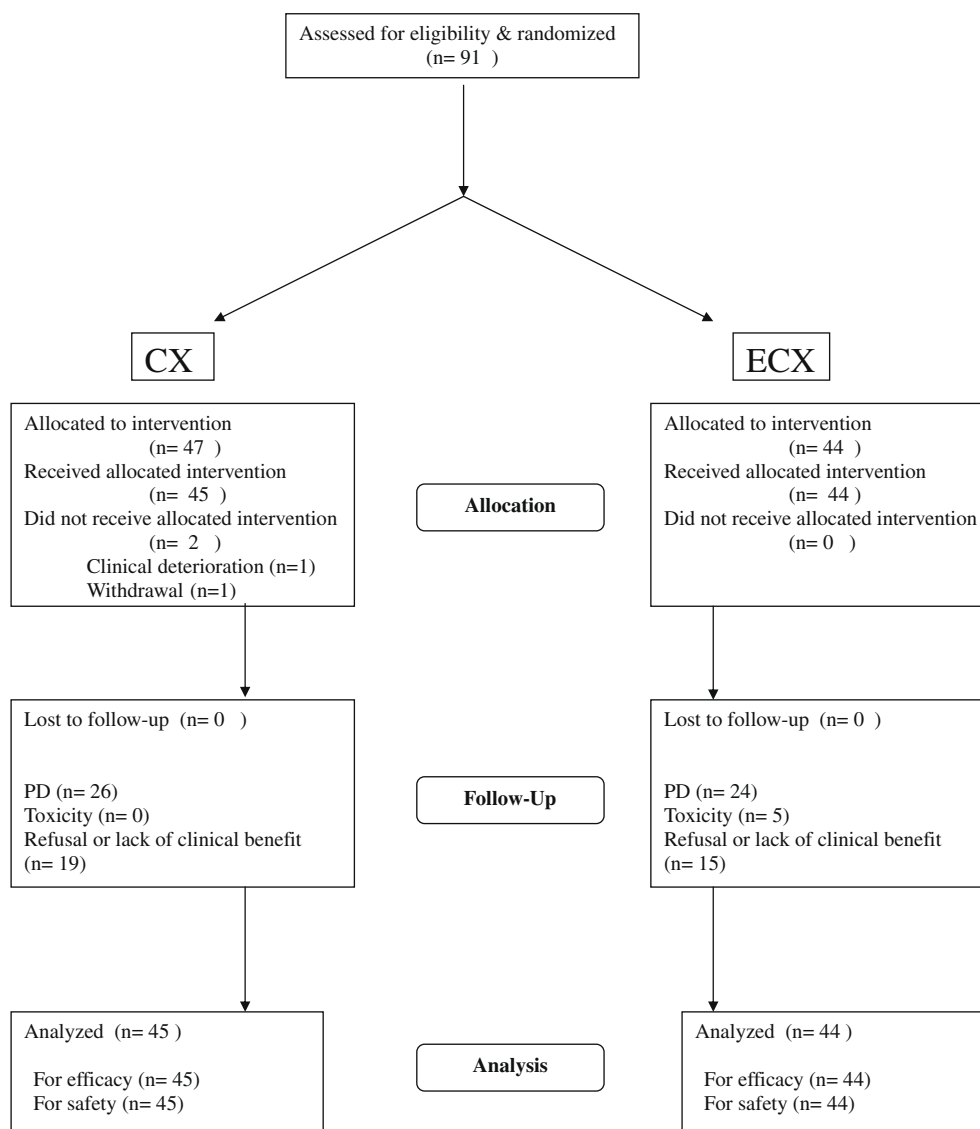 Assessed for eligibility & randomized
(n= 91 )
CX
ECX
Allocated to intervention
(n= 47 )
Received allocated intervention
(n= 45 )
Did not receive allocated intervention
(n= 2 )
Clinical deterioration (n=1)
Withdrawal (n=1)
Allocation
Allocated to intervention
(n= 44 )
Received allocated intervention
(n= 44 )
Did not receive allocated intervention
(n= 0 )
Lost to follow-up (n= 0 )
PD (n= 26)
Toxicity (n= 0)
Refusal or lack of clinical benefit
(n= 19)
Follow-Up
Lost to follow-up (n= 0 )
PD (n= 24)
Toxicity (n= 5)
Refusal or lack of clinical benefit
(n= 15)
Analyzed (n= 45 )
For efficacy (n= 45)
For safety (n= 45)
Analysis
Analyzed (n= 44 )
For efficacy (n= 44)
For safety (n= 44)